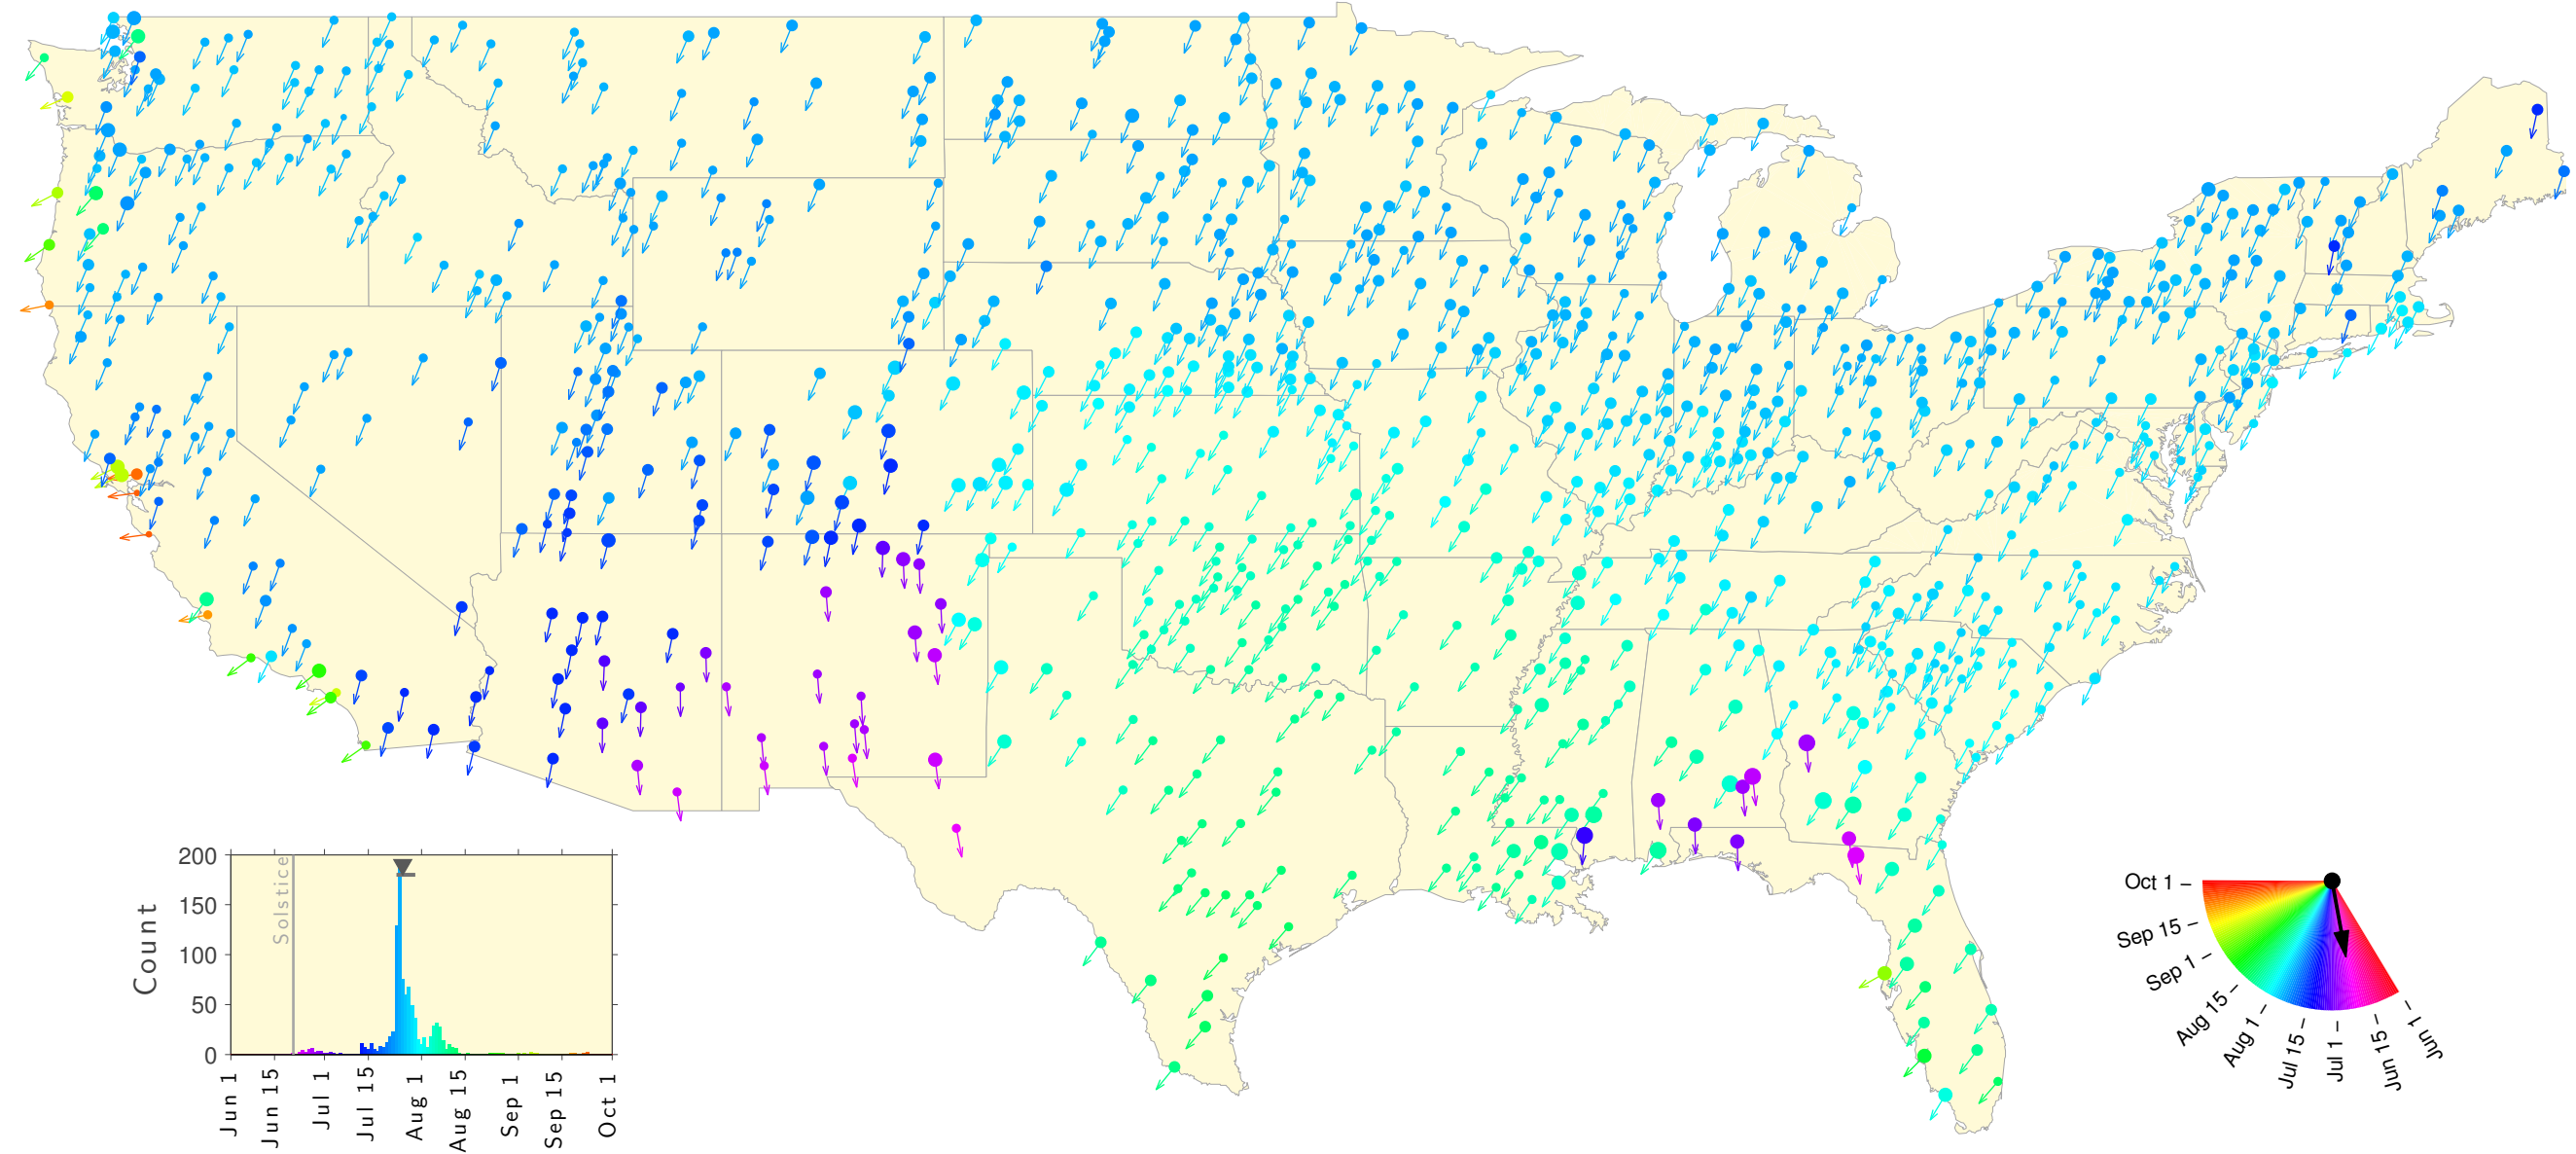 200
150
100
50
0
Count
Solstice
Jun 1
Jun 15
Jul 1
Jul 15
Aug 1
Aug 15
Sep 1
Sep 15
Oct 1
Oct 1 –
Sep 15 –
Sep 1 –
Aug 15 –
Aug 1 –
Jul 15 –
Jul 1 –
Jun 15 –
Jun 1 –